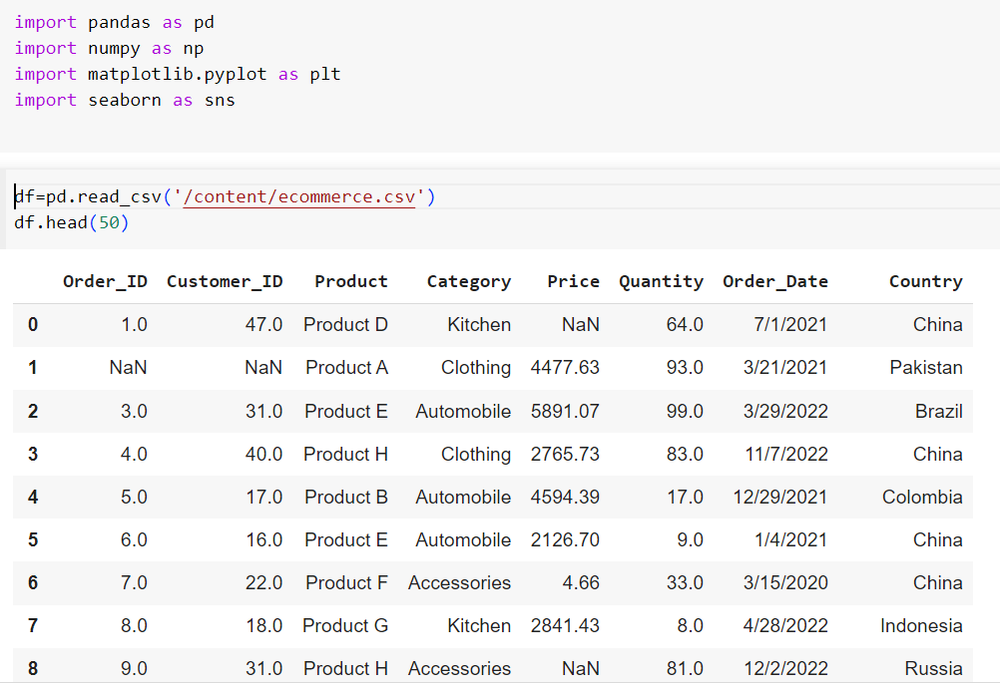 import pandas as pd
import numpy as np
import matplotlib.pyplot as plt
import seaborn as sns
df=pd.read_csv('/content/ecommerce.csv')
df.head(50)
Order_ID Customer_ID Product Category Price Quantity Order_Date Country
0 1.0 47.0 Product D Kitchen NaN 64.0 7/1/2021 China
1 NaN NaN Product A Clothing 4477.63 93.0 3/21/2021 Pakistan
2 3.0 31.0 Product E Automobile 5891.07 99.0 3/29/2022 Brazil
3 4.0 40.0 Product H Clothing 2765.73 83.0 11/7/2022 China
4 5.0 17.0 Product B Automobile 4594.39 17.0 12/29/2021 Colombia
5 6.0 16.0 Product E Automobile 2126.70 9.0 1/4/2021 China
6 7.0 22.0 Product F Accessories 4.66 33.0 3/15/2020 China
7 8.0 18.0 Product G Kitchen 2841.43 8.0 4/28/2022 Indonesia
8 9.0 31.0 Product H Accessories NaN 81.0 12/2/2022 Russia